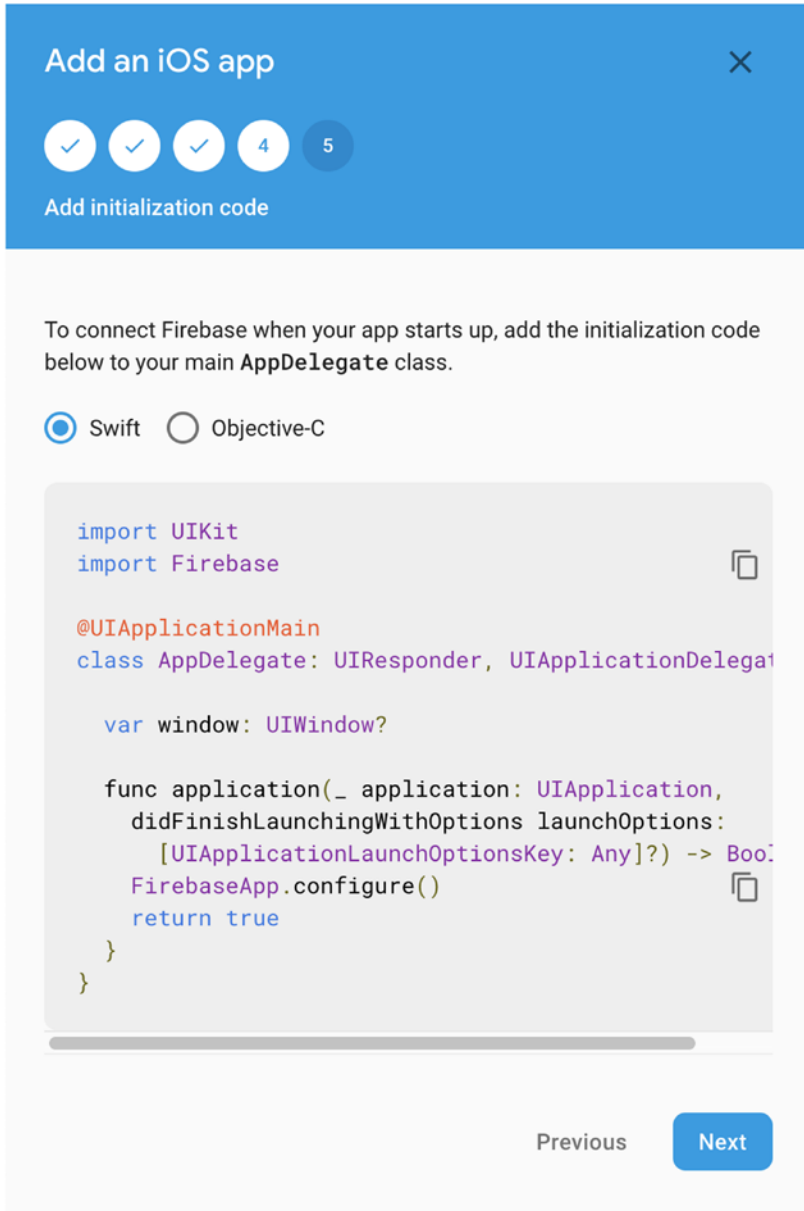 Add an iOS app
4 5
Add initialization code
To connect Firebase when your app starts up, add the initialization code
below to your main AppDelegate class.
Swift Objective-C
import UIKit
import Firebase
@UIApplicationMain
class AppDelegate: UIResponder, UIApplicationDelegat
var window: UIWindow?
func application(_ application: UIApplication,
didFinishLaunchingWithOptions launchOptions:
[UIApplicationLaunchOptionsKey: Any]?) -> Bool
FirebaseApp.configure()
return true
}
}
Previous Next